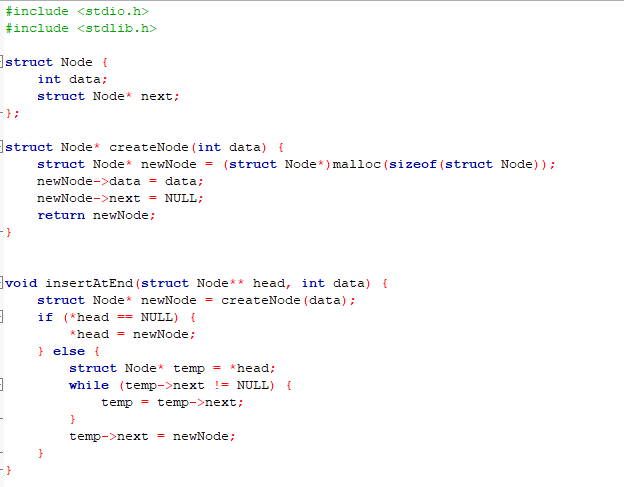 #include <stdio.h>
#include <stdlib.h>
struct Node {
    int data;
    struct Node* next;
};
struct Node* createNode(int data) {
    struct Node* newNode = (struct Node*)malloc(sizeof(struct Node));
    newNode->data = data;
    newNode->next = NULL;
    return newNode;
}
void insertAtEnd(struct Node** head, int data) {
    struct Node* newNode = createNode(data);
    if (*head == NULL) {
        *head = newNode;
    } else {
        struct Node* temp = *head;
        while (temp->next != NULL) {
            temp = temp->next;
        }
        temp->next = newNode;
    }
}